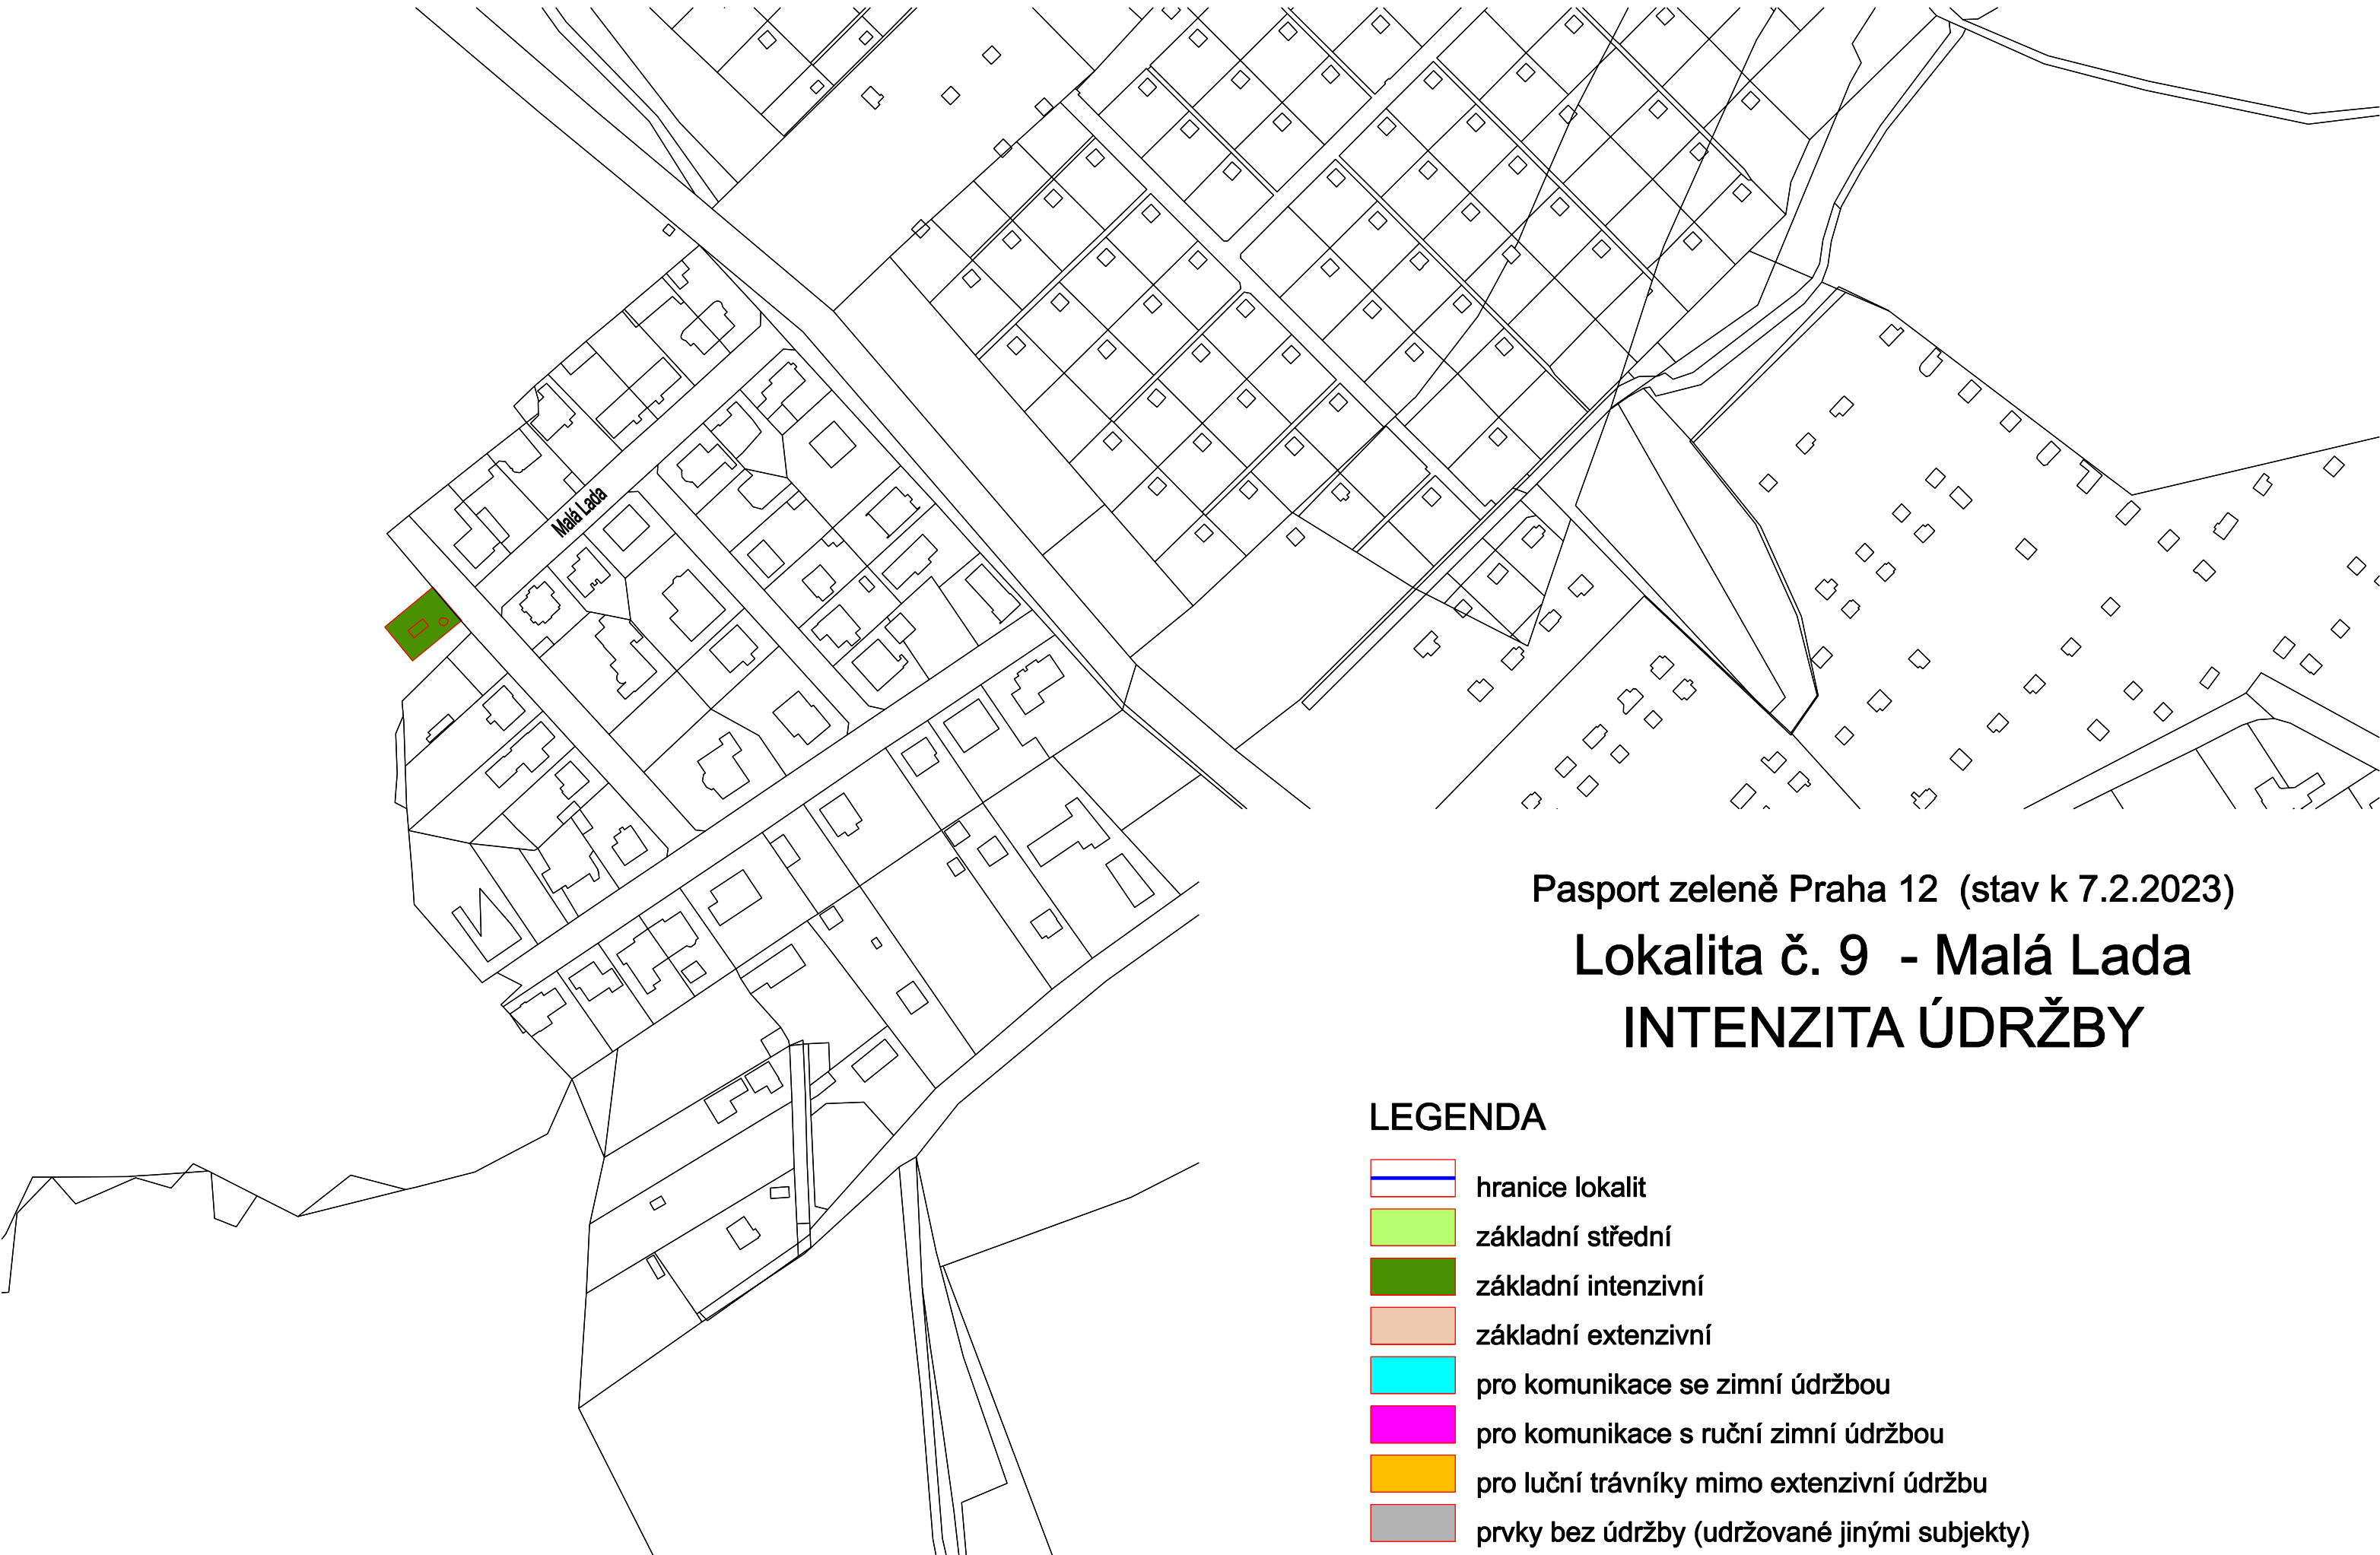 Malá Lada
Pasport zeleně Praha 12 (stav k 7.2.2023)
Lokalita č. 9 - Malá Lada
INTENZITA ÚDRŽBY
LEGENDA
hranice lokalit
základní střední
základní intenzivní
základní extenzivní
pro komunikace se zimní údržbou
pro komunikace s ruční zimní údržbou
pro luční trávníky mimo extenzivní údržbu
prvky bez údržby (udržované jinými subjekty)